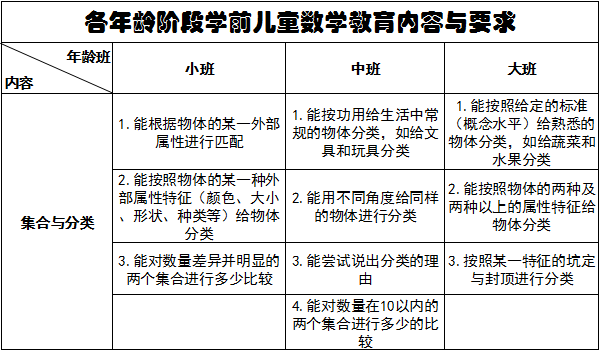 各年龄阶段学前儿童数学教育内容与要求
年龄班
内容
小班
中班
大班
集合与分类
1.能根据物体的某一外部
属性进行匹配
1.能按功用给生活中常
规的物体分类，如给文
具和玩具分类
1.能按照给定的标准
（概念水平）给熟悉的
物体分类，如给蔬菜和
水果分类
2.能按照物体的某一种外
部属性特征（颜色、大小
、形状、种类等）给物体
分类
2.能用不同角度给同样
的物体进行分类
2.能按照物体的两种及
两种以上的属性特征给
物体分类
3.能对数量差异并明显的
两个集合进行多少比较
3.能尝试说出分类的理
由
3.按照某一特征的坑定
与封顶进行分类
4.能对数量在10以内的
两个集合进行多少的比
较